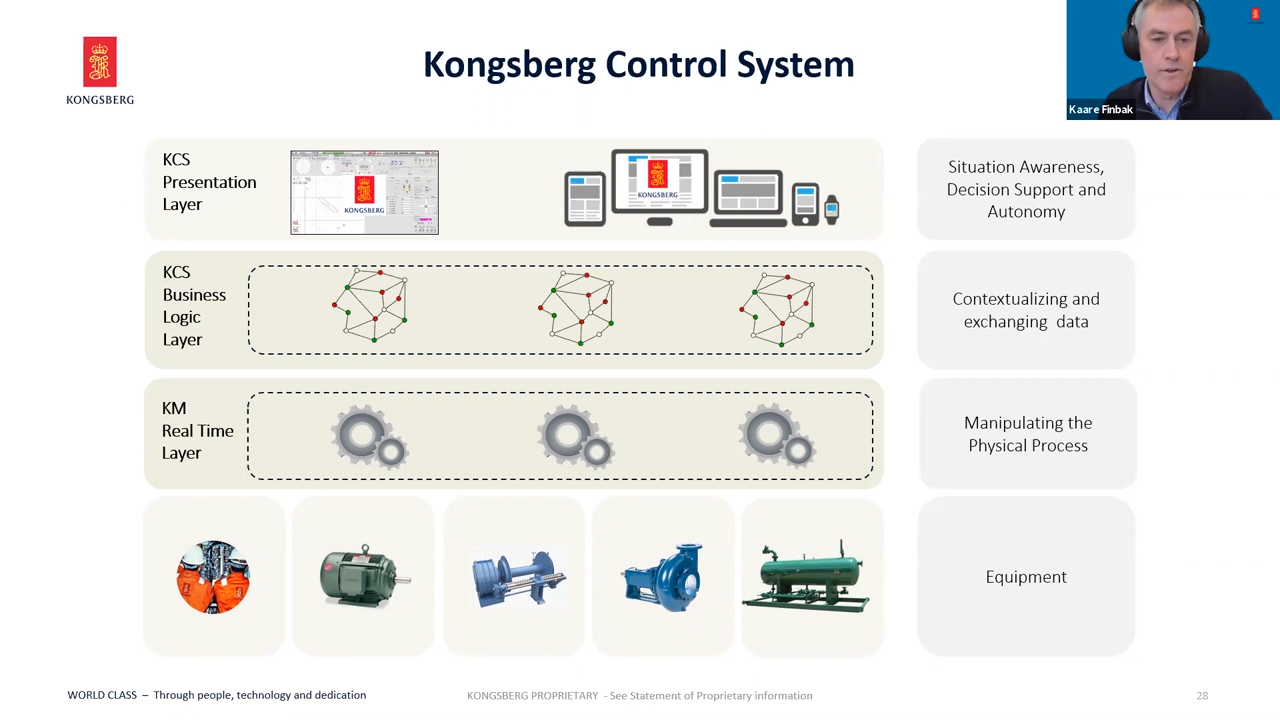 Kongsberg Control System
KONGSBERG
Kaare Finbak
KCS
Presentation
Layer
KONGSBERG
KONGSBERG
Situation Awareness,
Decision Support and
Autonomy
KCS
Business
Logic
Layer
Contextualizing and
exchanging data
KM
Real Time
Layer
Manipulating the
Physical Process
Equipment
WORLD CLASS – Through people, technology and dedication
KONGSBERG PROPRIETARY - See Statement of Proprietary information
28